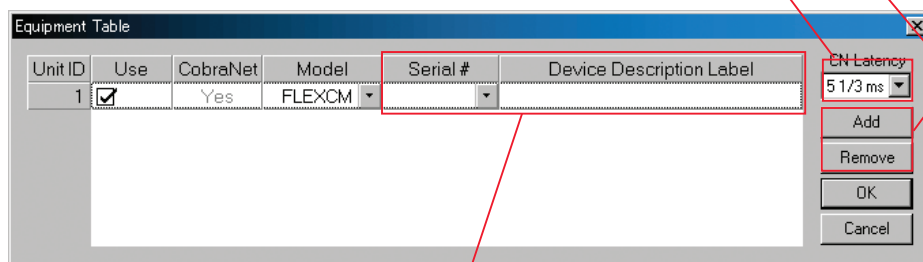 Equipment Table
CN Latency
Unit ID Use CobraNet Model Serial # Device Description Label
5 1/3 ms
1 Yes FLEXCM
Add
Remove
OK
Cancel